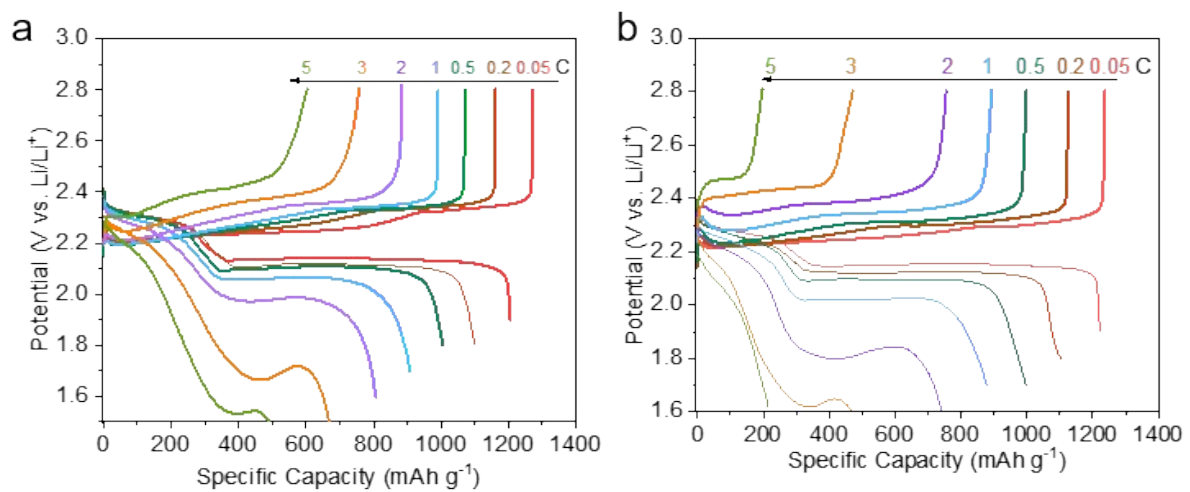 a
3.0
2.8
2.6
2.4
2.2
2.0
1.8
1.6
5 3 2 1 0.5 0.2 0.05 C
0 200 400 600 800 1000 1200 1400
Potential (V vs. Li/Li⁺)
Specific Capacity (mAh g⁻¹)
b
3.0
2.8
2.6
2.4
2.2
2.0
1.8
1.6
5 3 2 1 0.5 0.2 0.05 C
0 200 400 600 800 1000 1200 1400
Potential (V vs. Li/Li⁺)
Specific Capacity (mAh g⁻¹)